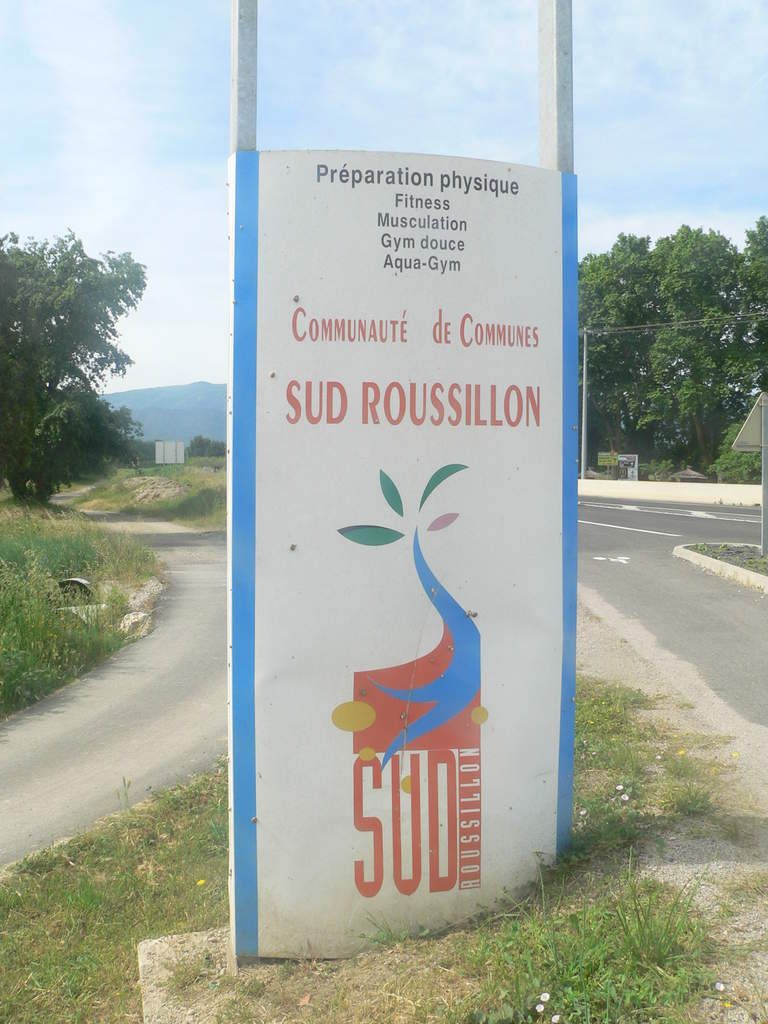 Préparation physique
Fitness
Musculation
Gym douce
Aqua-Gym
COMMUNAUTÉ DE COMMUNES
SUD ROUSSILLON
SUD
ROUSSILLON